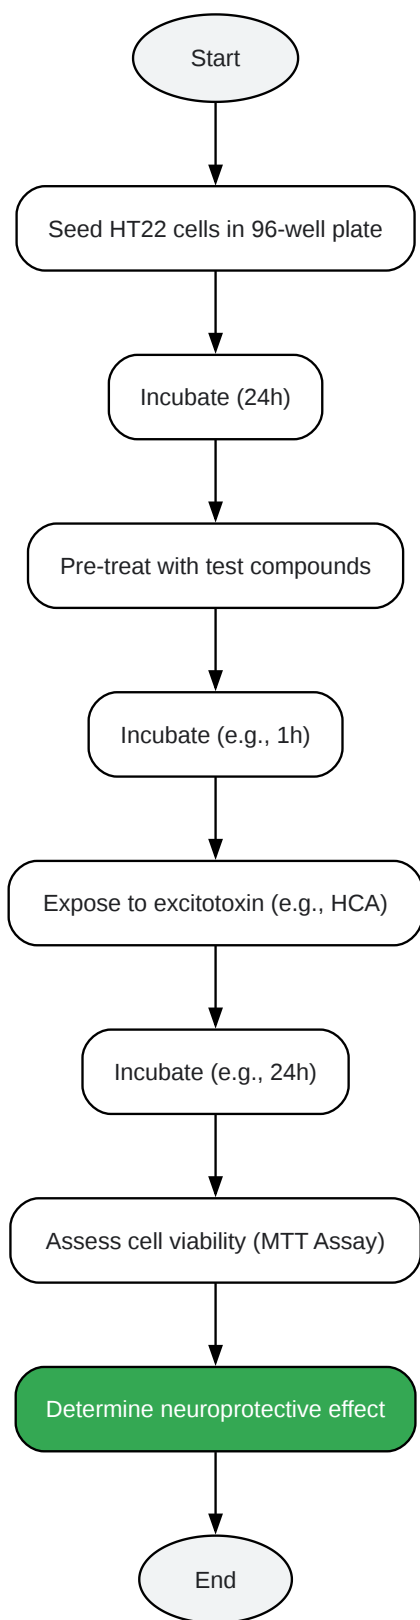 Start
Seed HT22 cells in 96-well plate
Incubate (24h)
Pre-treat with test compounds
Incubate (e.g., 1h)
Expose to excitotoxin (e.g., HCA)
Incubate (e.g., 24h)
Assess cell viability (MTT Assay)
Determine neuroprotective effect
End